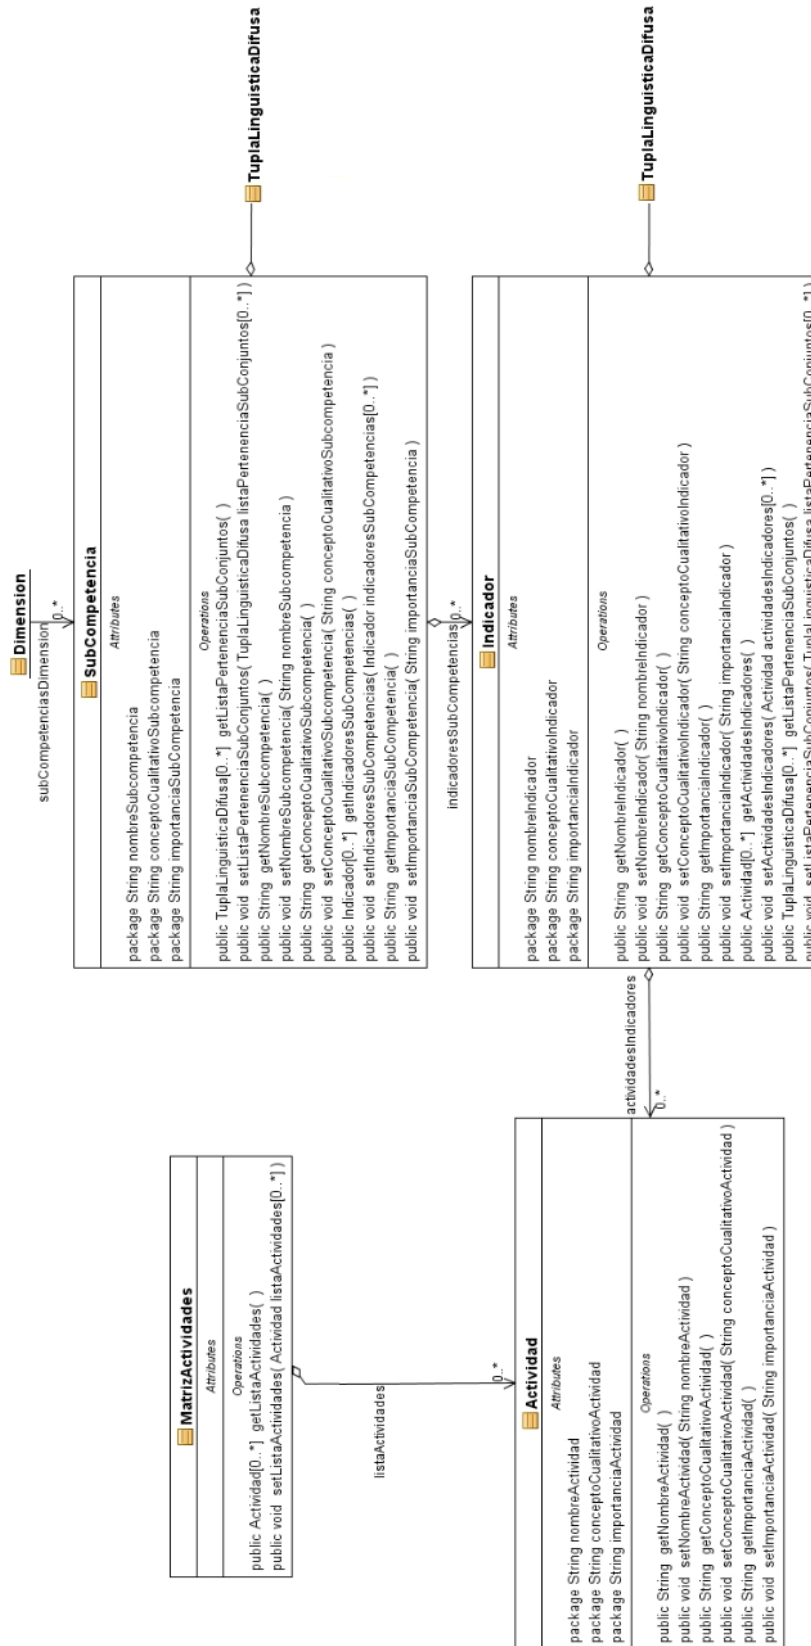 Dimension
subCompetenciasDimension
0..*
SubCompetencia
Attributes
package String nombreSubcompetencia
package String conceptoCualitativoSubcompetencia
package String importanciaSubCompetencia
Operations
public TuplaLinguisticaDifusa[0..*] getListaPertenenciaSubConjuntos( )
public void setListaPertenenciaSubConjuntos( TuplaLinguisticaDifusa listaPertenenciaSubConjuntos[0..*] )
public String getNombreSubcompetencia( )
public void setNombreSubcompetencia( String nombreSubcompetencia )
public String getConceptoCualitativoSubcompetencia( )
public void setConceptoCualitativoSubcompetencia( String conceptoCualitativoSubcompetencia )
public Indicador[0..*] getIndicadoresSubCompetencias( )
public void setIndicadoresSubCompetencias( Indicador indicadoresSubCompetencias[0..*] )
public String getImportanciaSubCompetencia( )
public void setImportanciaSubCompetencia( String importanciaSubCompetencia )
TuplaLinguisticaDifusa
indicadoresSubCompetencias
0..*
Indicador
Attributes
package String nombreIndicador
package String conceptoCualitativoIndicador
package String importanciaIndicador
Operations
public String getNombreIndicador( )
public void setNombreIndicador( String nombreIndicador )
public String getConceptoCualitativoIndicador( )
public void setConceptoCualitativoIndicador( String conceptoCualitativoIndicador )
public String getImportanciaIndicador( )
public void setImportanciaIndicador( String importanciaIndicador )
public Actividad[0..*] getActividadesIndicadores( )
public void setActividadesIndicadores( Actividad actividadesIndicadores[0..*] )
public TuplaLinguisticaDifusa[0..*] getListaPertenenciaSubConjuntos( )
public void setListaPertenenciaSubConjuntos( TuplaLinguisticaDifusa listaPertenenciaSubConjuntos[0..*] )
TuplaLinguisticaDifusa
actividadesIndicadores
0..*
MatrizActividades
Attributes
Operations
public Actividad[0..*] getListaActividades( )
public void setListaActividades( Actividad listaActividades[0..*] )
listaActividades
0..*
Actividad
Attributes
package String nombreActividad
package String conceptoCualitativoActividad
package String importanciaActividad
Operations
public String getNombreActividad( )
public void setNombreActividad( String nombreActividad )
public String getConceptoCualitativoActividad( )
public void setConceptoCualitativoActividad( String conceptoCualitativoActividad )
public String getImportanciaActividad( )
public void setImportanciaActividad( String importanciaActividad )